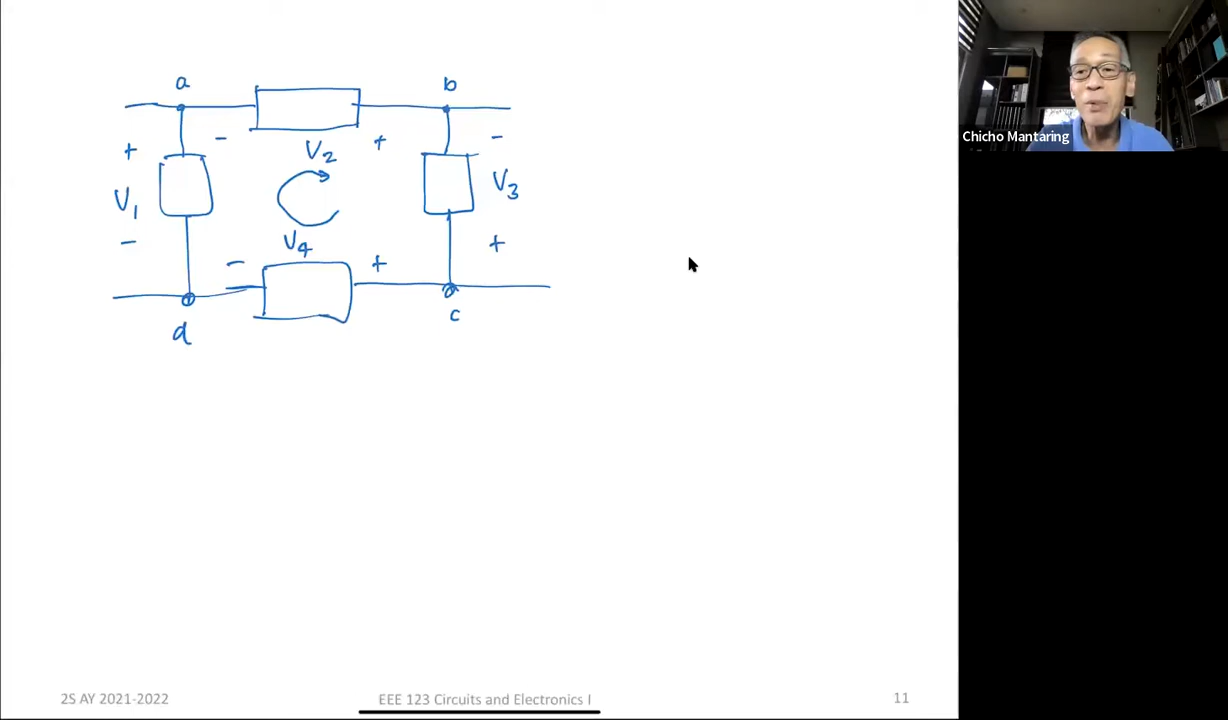 a b
+ - + -
V2
V1 V3
- V4 +
- +
d c
Chicho Mantaring
2S AY 2021-2022
EEE 123 Circuits and Electronics I
11